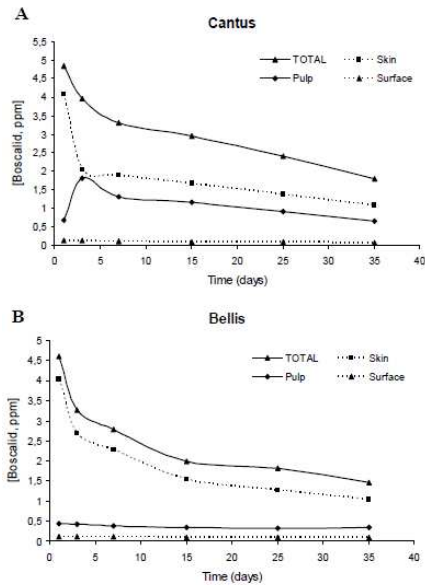 A
Cantus
[Boscalid, ppm]
5,5
5
4,5
4
3,5
3
2,5
2
1,5
1
0,5
0
TOTAL
Skin
Pulp
Surface
0 5 10 15 20 25 30 35 40
Time (days)
B
Bellis
[Boscalid, ppm]
5
4,5
4
3,5
3
2,5
2
1,5
1
0,5
0
TOTAL
Skin
Pulp
Surface
0 5 10 15 20 25 30 35 40
Time (days)